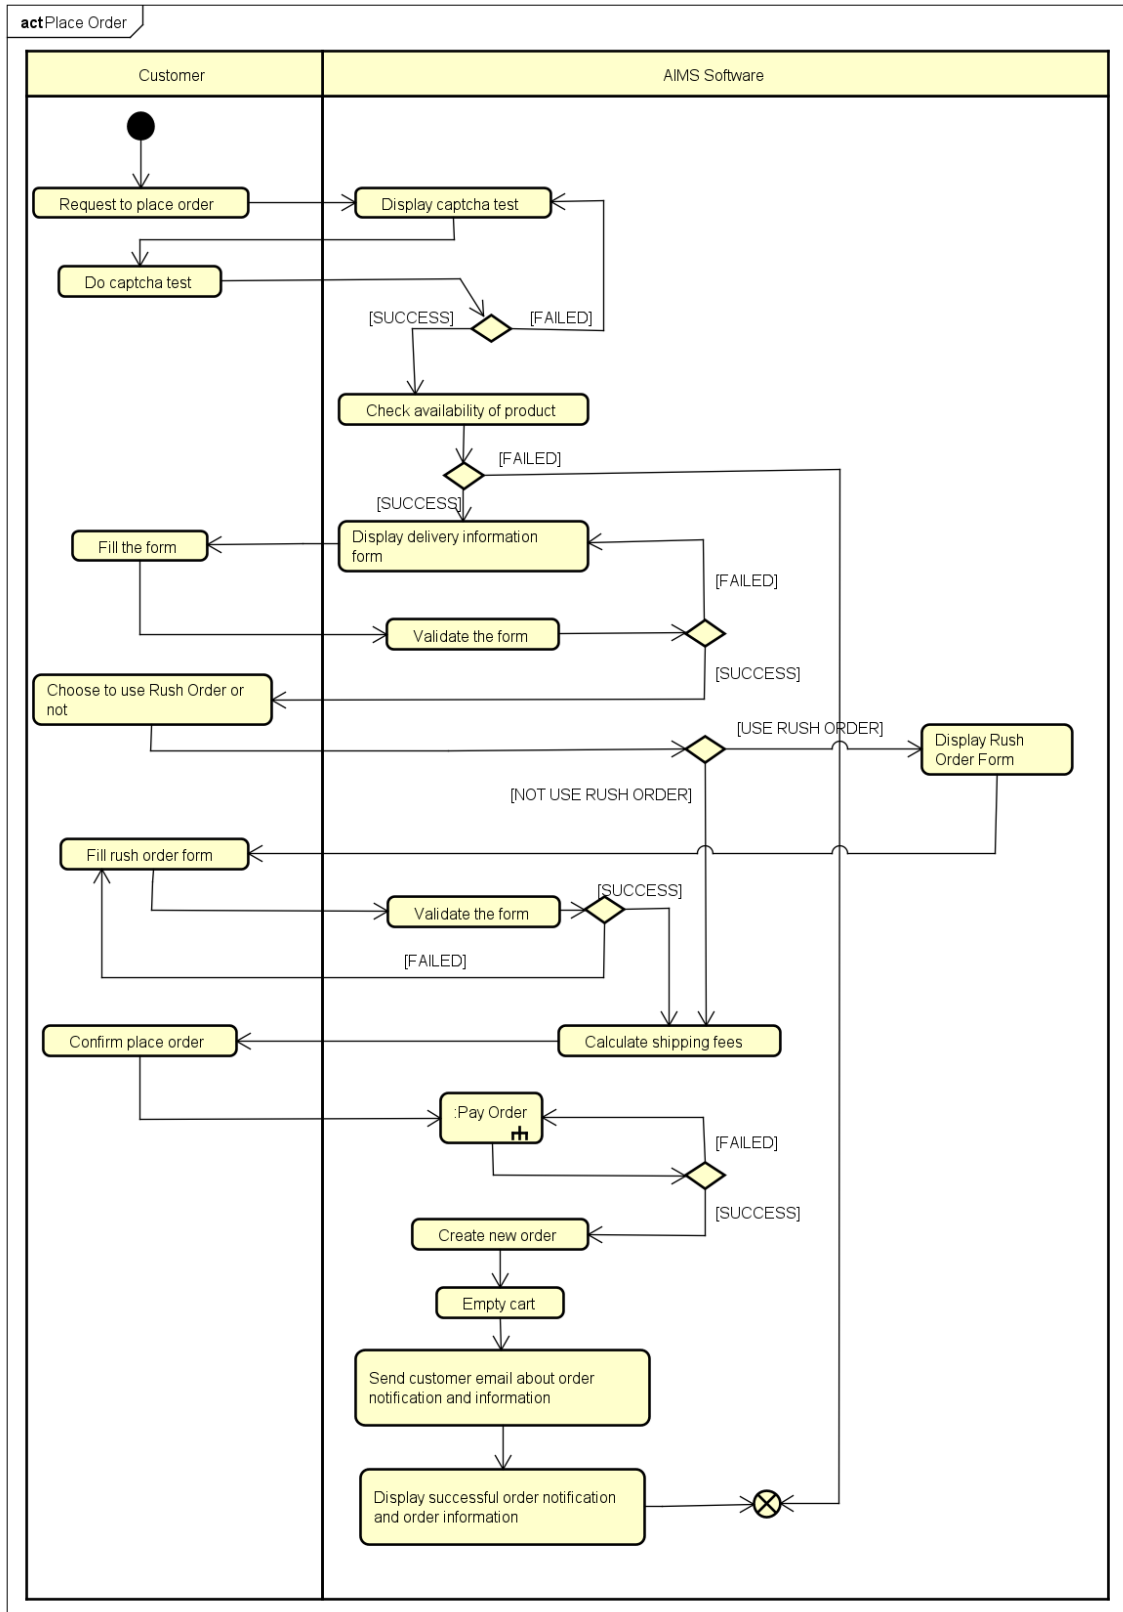 act Place Order
Customer
AIMS Software
Request to place order
Display captcha test
Do captcha test
[SUCCESS]
[FAILED]
Check availability of product
[FAILED]
[SUCCESS]
Fill the form
Display delivery information
form
[FAILED]
Validate the form
[SUCCESS]
Choose to use Rush Order or
not
[USE RUSH ORDER]
Display Rush
Order Form
[NOT USE RUSH ORDER]
Fill rush order form
[SUCCESS]
Validate the form
[FAILED]
Confirm place order
Calculate shipping fees
:Pay Order
[FAILED]
[SUCCESS]
Create new order
Empty cart
Send customer email about order
notification and information
Display successful order notification
and order information